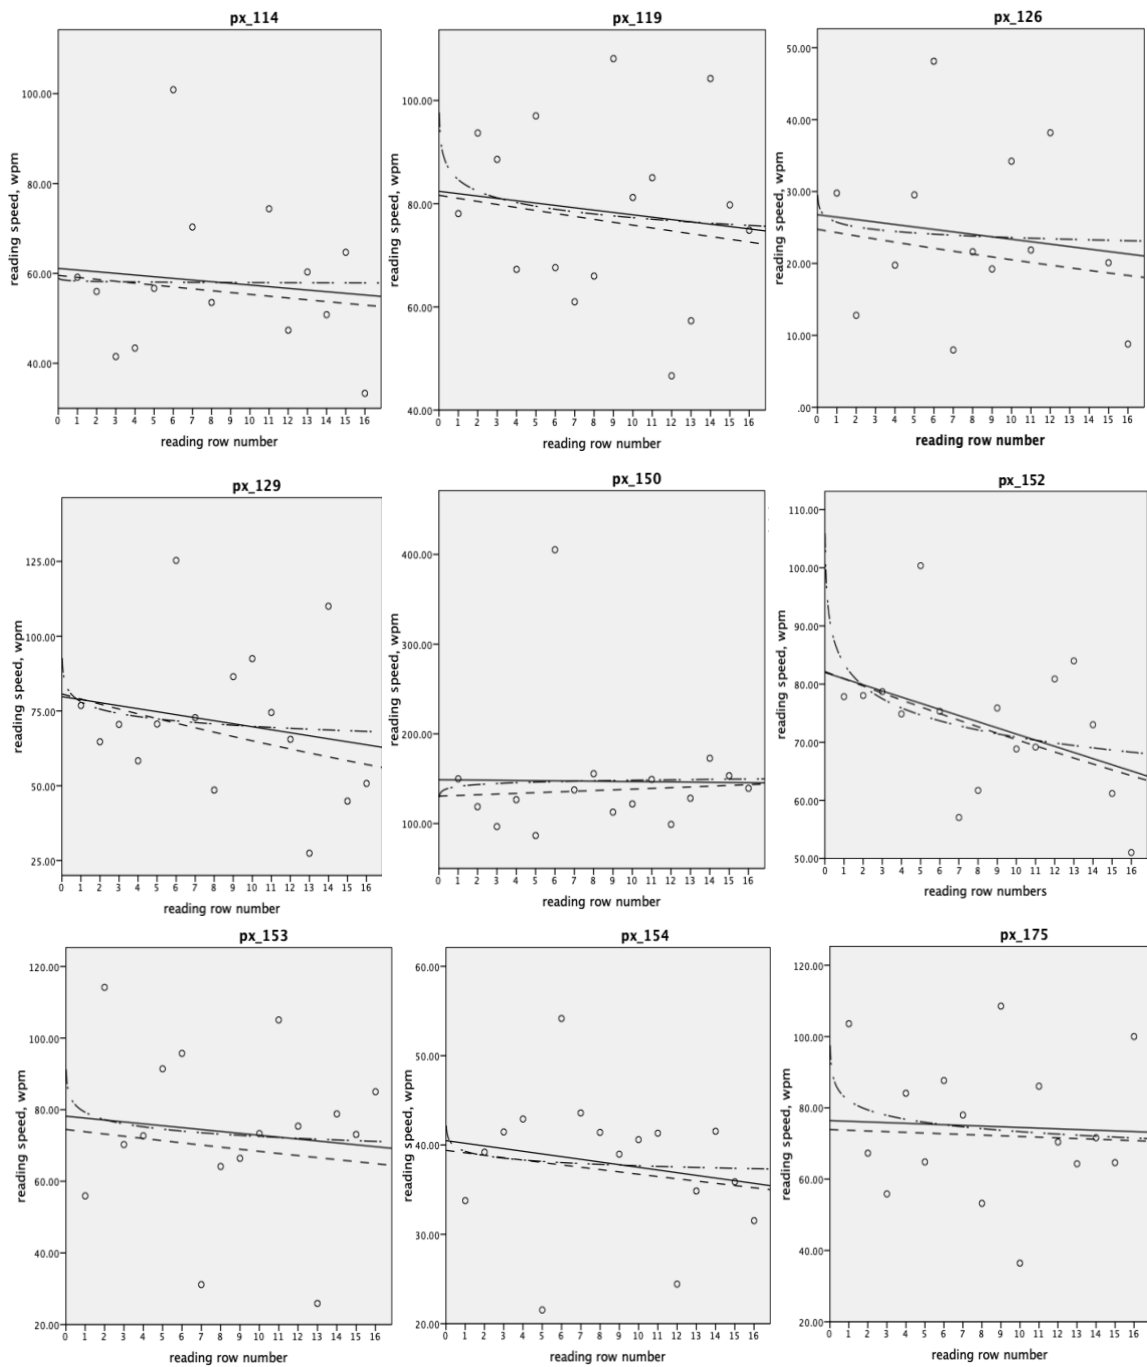 px_114
reading speed, wpm
100.00
80.00
60.00
40.00
0 1 2 3 4 5 6 7 8 9 10 11 12 13 14 15 16
reading row number
px_119
reading speed, wpm
100.00
80.00
60.00
40.00
0 1 2 3 4 5 6 7 8 9 10 11 12 13 14 15 16
reading row number
px_126
reading speed, wpm
50.00
40.00
30.00
20.00
10.00
.00
0 1 2 3 4 5 6 7 8 9 10 11 12 13 14 15 16
reading row number
px_129
reading speed, wpm
125.00
100.00
75.00
50.00
25.00
0 1 2 3 4 5 6 7 8 9 10 11 12 13 14 15 16
reading row number
px_150
reading speed, wpm
400.00
300.00
200.00
100.00
0 1 2 3 4 5 6 7 8 9 10 11 12 13 14 15 16
reading row number
px_152
reading speed, wpm
110.00
100.00
90.00
80.00
70.00
60.00
50.00
0 1 2 3 4 5 6 7 8 9 10 11 12 13 14 15 16
reading row numbers
px_153
reading speed, wpm
120.00
100.00
80.00
60.00
40.00
20.00
0 1 2 3 4 5 6 7 8 9 10 11 12 13 14 15 16
reading row number
px_154
reading speed, wpm
60.00
50.00
40.00
30.00
20.00
0 1 2 3 4 5 6 7 8 9 10 11 12 13 14 15 16
reading row number
px_175
reading speed, wpm
120.00
100.00
80.00
60.00
40.00
20.00
0 1 2 3 4 5 6 7 8 9 10 11 12 13 14 15 16
reading row number